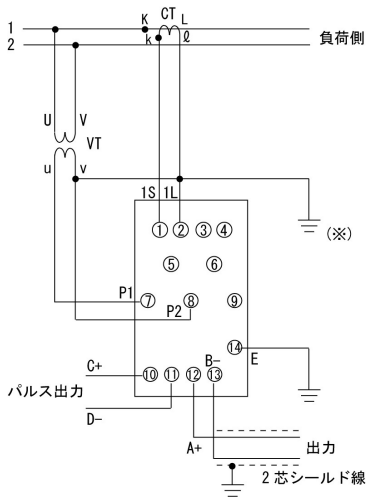 K CT L
1
2
k ℓ
負荷側
U V
VT
u v
1S 1L
① ② ③ ④
(※)
⑤ ⑥
P1 ⑦ ⑧ ⑨
P2
⑭ E
B-
C+ ⑩ ⑪ ⑫ ⑬
パルス出力
D-
A+
出力
2芯シールド線